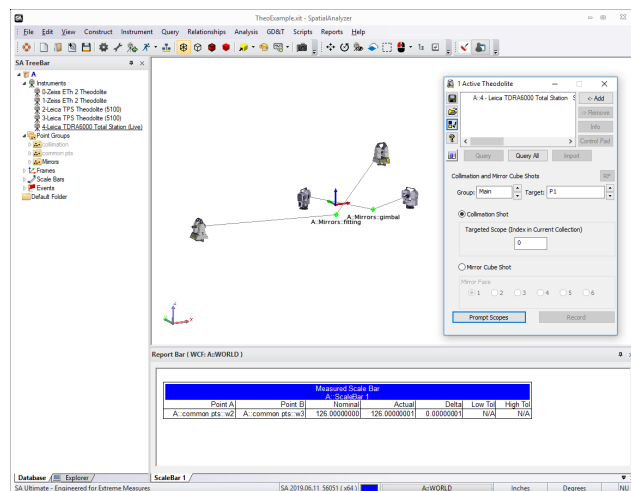 SA
TheoExample.xit - SpatialAnalyzer
File Edit View Construct Instrument Query Relationships Analysis GD&T Scripts Reports Help
SA TreeBar
A
Instruments
0-Zeiss ETh 2 Theodolite
1-Zeiss ETh 2 Theodolite
2-Leica TPS Theodolite (5100)
3-Leica TPS Theodolite (5100)
4-Leica TDRA6000 Total Station (Live)
Point Groups
collimation
common pts
Mirrors
Frames
Scale Bars
Events
Default Folder
A::Mirrors::fitting
A::Mirrors::gimbal
1 Active Theodolite
A::4 - Leica TDRA6000 Total Station S
<- Add
-> Remove
Info
Control Pad
Query
Query All
Import
Collimation and Mirror Cube Shots
Group: Main
Target: P1
Collimation Shot
Targeted Scope (Index in Current Collection)
0
Mirror Cube Shot
Mirror Face
1 2 3 4 5 6
Prompt Scopes
Record
Report Bar ( WCF: A::WORLD )
Measured Scale Bar
A::ScaleBar 1
Point A Point B Nominal Actual Delta Low Tol High Tol
A::common pts::w2 A::common pts::w3 126.00000000 126.00000001 0.00000001 N/A N/A
Database Explorer
ScaleBar 1
SA Ultimate - Engineered for Extreme Measures
SA 2019.06.11 56051 ( x64 )
A::WORLD
Inches
Degrees
NU